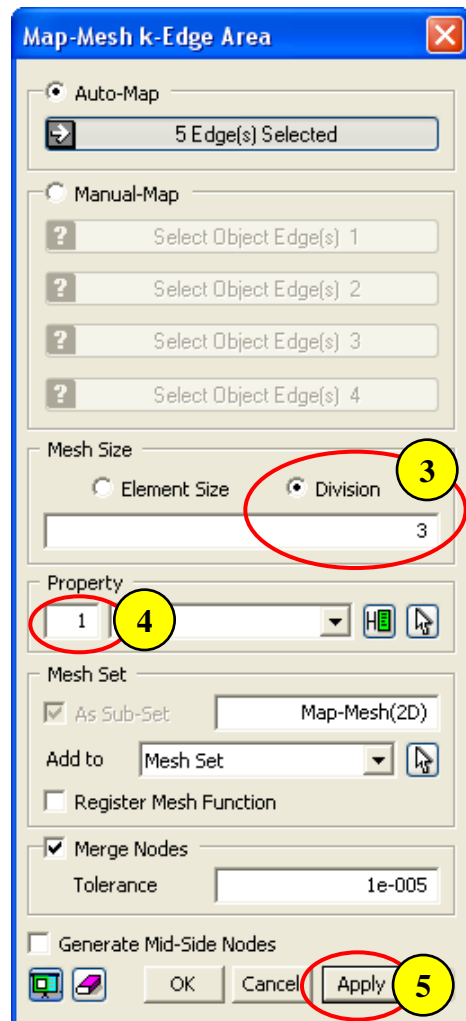 Map-Mesh k-Edge Area
Auto-Map
5 Edge(s) Selected
Manual-Map
? Select Object Edge(s) 1
? Select Object Edge(s) 2
? Select Object Edge(s) 3
? Select Object Edge(s) 4
Mesh Size
3
Element Size Division
3
Property
1 4
Mesh Set
As Sub-Set Map-Mesh(2D)
Add to Mesh Set
Register Mesh Function
Merge Nodes
Tolerance 1e-005
Generate Mid-Side Nodes
OK Cancel Apply 5